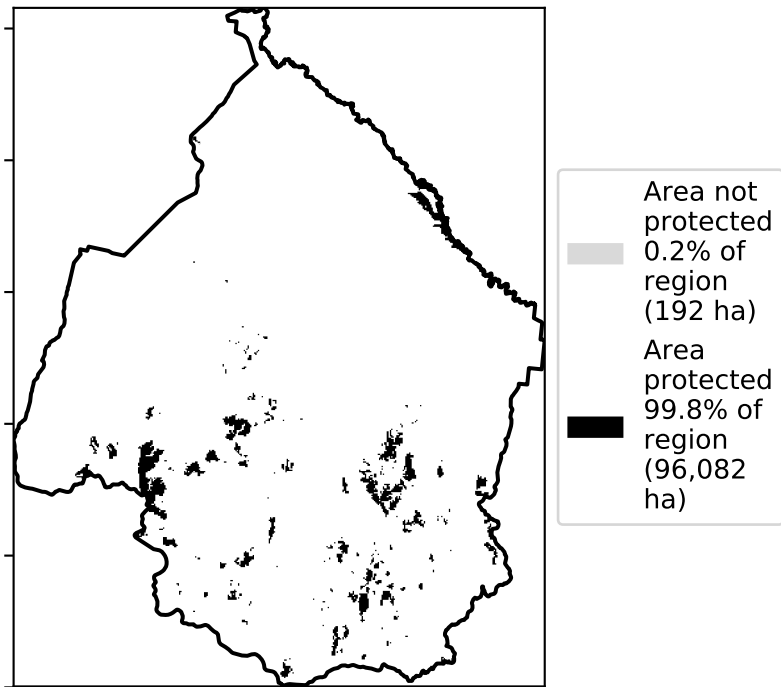 Area not
protected
0.2% of
region
(192 ha)
Area
protected
99.8% of
region
(96,082
ha)